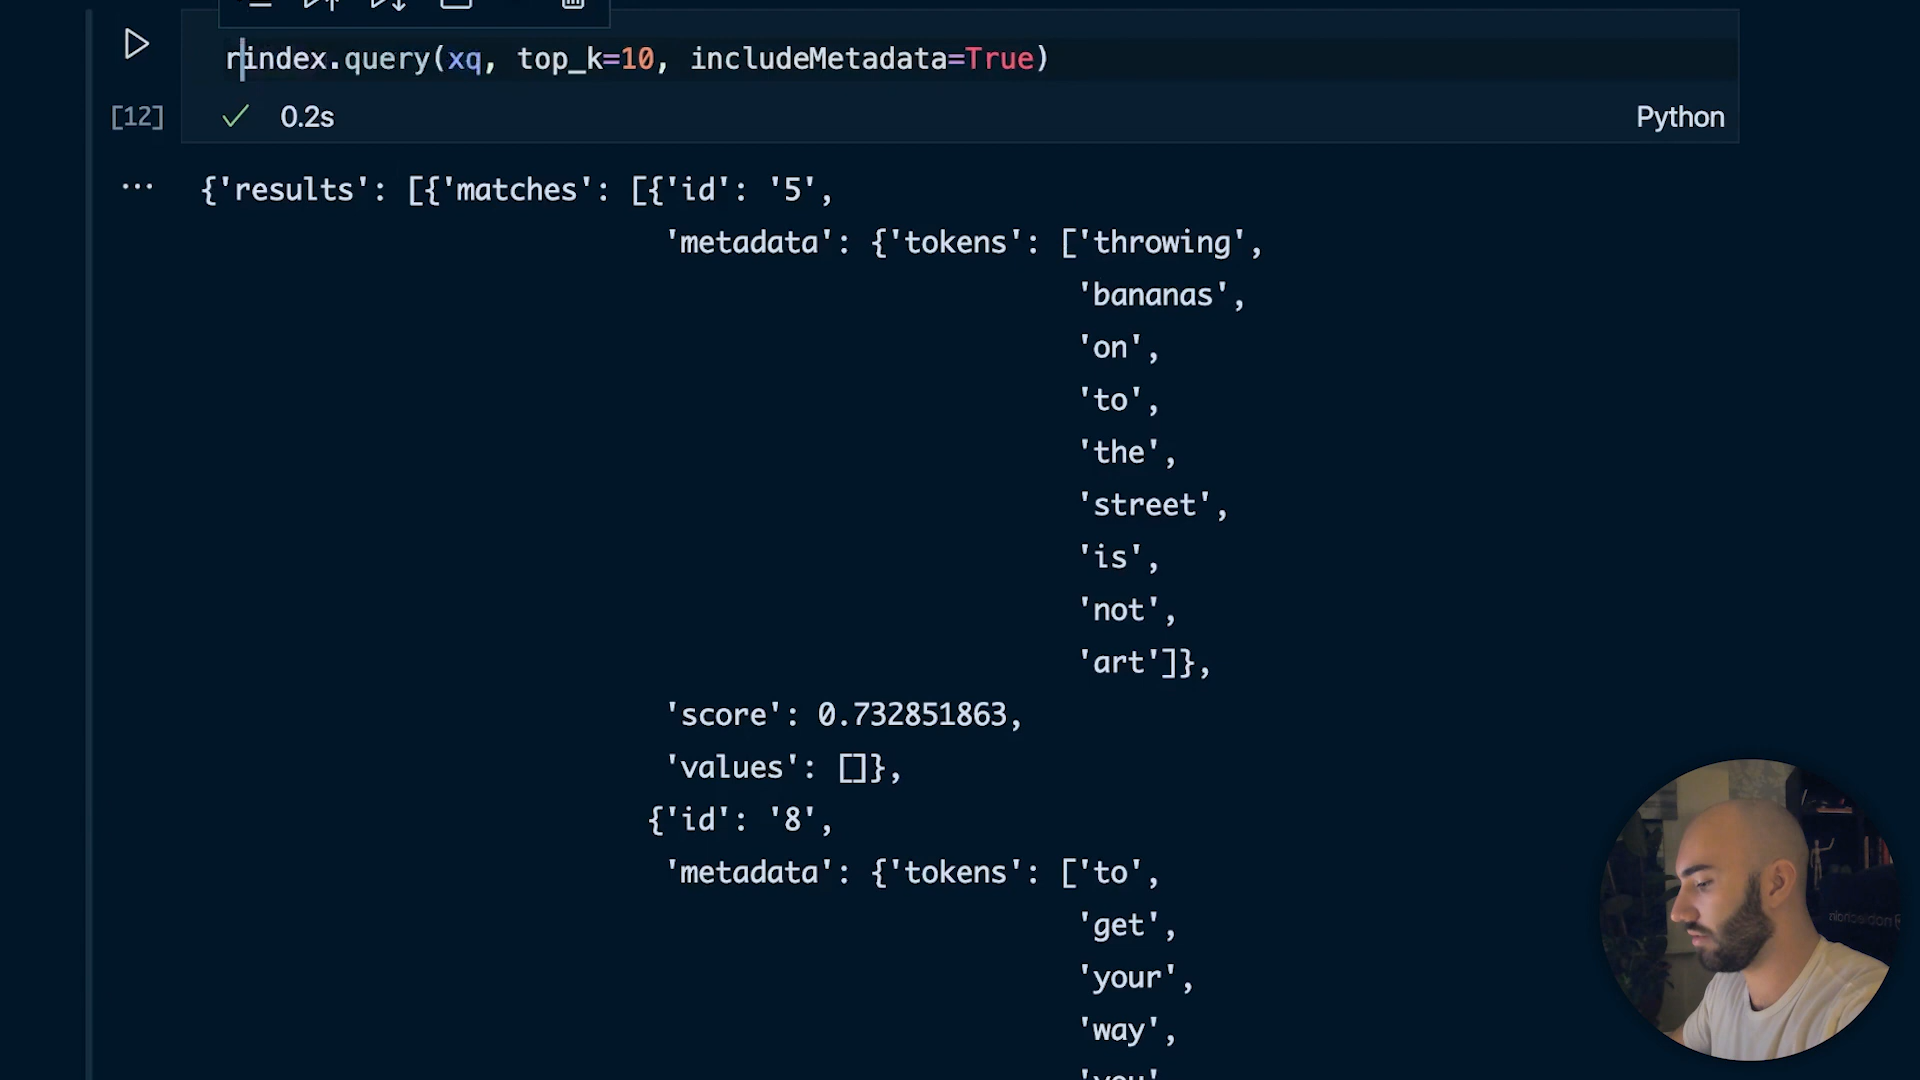 rindex.query(xq, top_k=10, includeMetadata=True)
[12] 0.2s Python
... {'results': [{'matches': [{'id': '5',
'metadata': {'tokens': ['throwing',
'bananas',
'on',
'to',
'the',
'street',
'is',
'not',
'art']},
'score': 0.732851863,
'values': []},
{'id': '8',
'metadata': {'tokens': ['to',
'get',
'your',
'way',
'you'